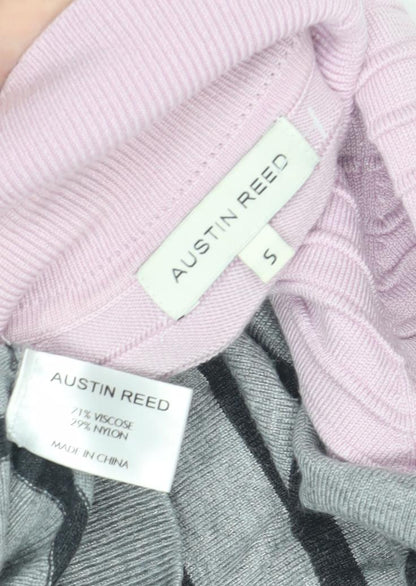 AUSTIN REED
S
AUSTIN REED
71% VISCOSE
29% NYLON
MADE IN CHINA